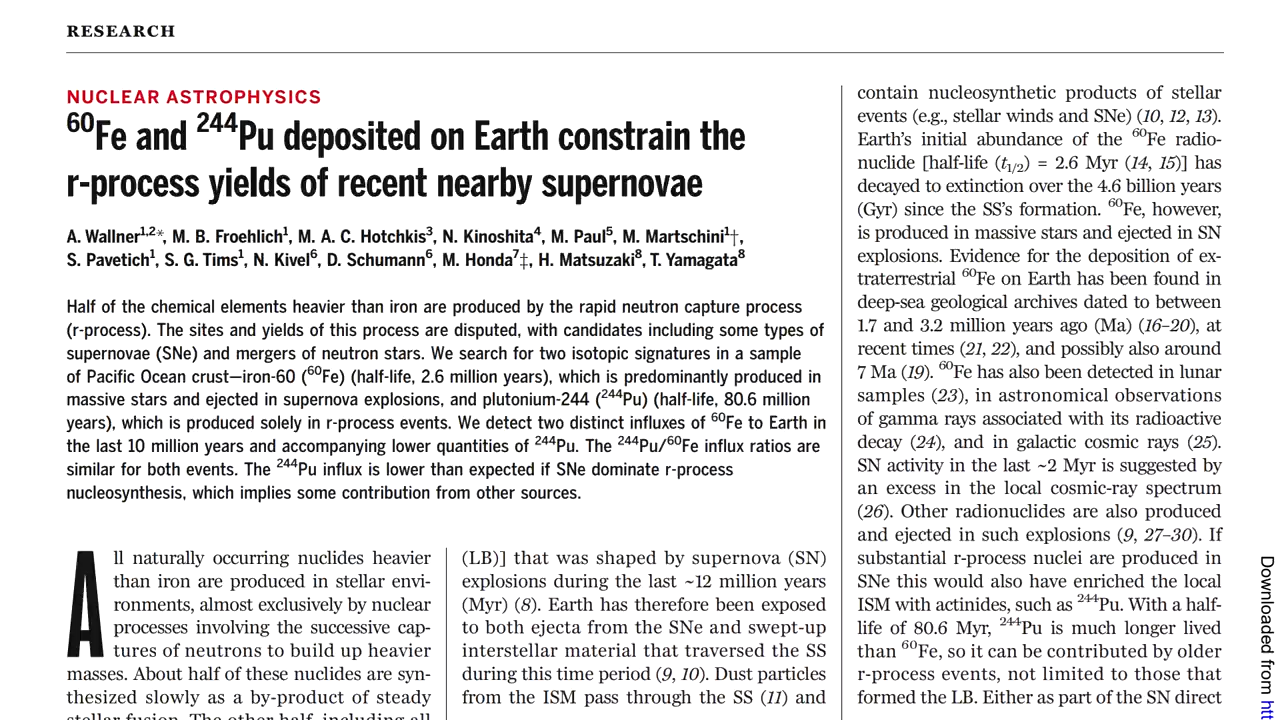 RESEARCH
NUCLEAR ASTROPHYSICS
⁶⁰Fe and ²⁴⁴Pu deposited on Earth constrain the
r-process yields of recent nearby supernovae
A. Wallner¹,²*, M. B. Froehlich¹, M. A. C. Hotchkis³, N. Kinoshita⁴, M. Paul⁵, M. Martschini¹†,
S. Pavetich¹, S. G. Tims¹, N. Kivel⁶, D. Schumann⁶, M. Honda⁷‡, H. Matsuzaki⁸, T. Yamagata⁸
Half of the chemical elements heavier than iron are produced by the rapid neutron capture process
(r-process). The sites and yields of this process are disputed, with candidates including some types of
supernovae (SNe) and mergers of neutron stars. We search for two isotopic signatures in a sample
of Pacific Ocean crust—iron-60 (⁶⁰Fe) (half-life, 2.6 million years), which is predominantly produced in
massive stars and ejected in supernova explosions, and plutonium-244 (²⁴⁴Pu) (half-life, 80.6 million
years), which is produced solely in r-process events. We detect two distinct influxes of ⁶⁰Fe to Earth in
the last 10 million years and accompanying lower quantities of ²⁴⁴Pu. The ²⁴⁴Pu/⁶⁰Fe influx ratios are
similar for both events. The ²⁴⁴Pu influx is lower than expected if SNe dominate r-process
nucleosynthesis, which implies some contribution from other sources.
All naturally occurring nuclides heavier
than iron are produced in stellar envi-
ronments, almost exclusively by nuclear
processes involving the successive cap-
tures of neutrons to build up heavier
masses. About half of these nuclides are syn-
thesized slowly as a by-product of steady
stellar fusion. The other half, including all
(LB)] that was shaped by supernova (SN)
explosions during the last ~12 million years
(Myr) (8). Earth has therefore been exposed
to both ejecta from the SNe and swept-up
interstellar material that traversed the SS
during this time period (9, 10). Dust particles
from the ISM pass through the SS (11) and
contain nucleosynthetic products of stellar
events (e.g., stellar winds and SNe) (10, 12, 13).
Earth's initial abundance of the ⁶⁰Fe radio-
nuclide [half-life (t₁/₂) = 2.6 Myr (14, 15)] has
decayed to extinction over the 4.6 billion years
(Gyr) since the SS's formation. ⁶⁰Fe, however,
is produced in massive stars and ejected in SN
explosions. Evidence for the deposition of ex-
traterrestrial ⁶⁰Fe on Earth has been found in
deep-sea geological archives dated to between
1.7 and 3.2 million years ago (Ma) (16–20), at
recent times (21, 22), and possibly also around
7 Ma (19). ⁶⁰Fe has also been detected in lunar
samples (23), in astronomical observations
of gamma rays associated with its radioactive
decay (24), and in galactic cosmic rays (25).
SN activity in the last ~2 Myr is suggested by
an excess in the local cosmic-ray spectrum
(26). Other radionuclides are also produced
and ejected in such explosions (9, 27–30). If
substantial r-process nuclei are produced in
SNe this would also have enriched the local
ISM with actinides, such as ²⁴⁴Pu. With a half-
life of 80.6 Myr, ²⁴⁴Pu is much longer lived
than ⁶⁰Fe, so it can be contributed by older
r-process events, not limited to those that
formed the LB. Either as part of the SN direct
Downloaded from